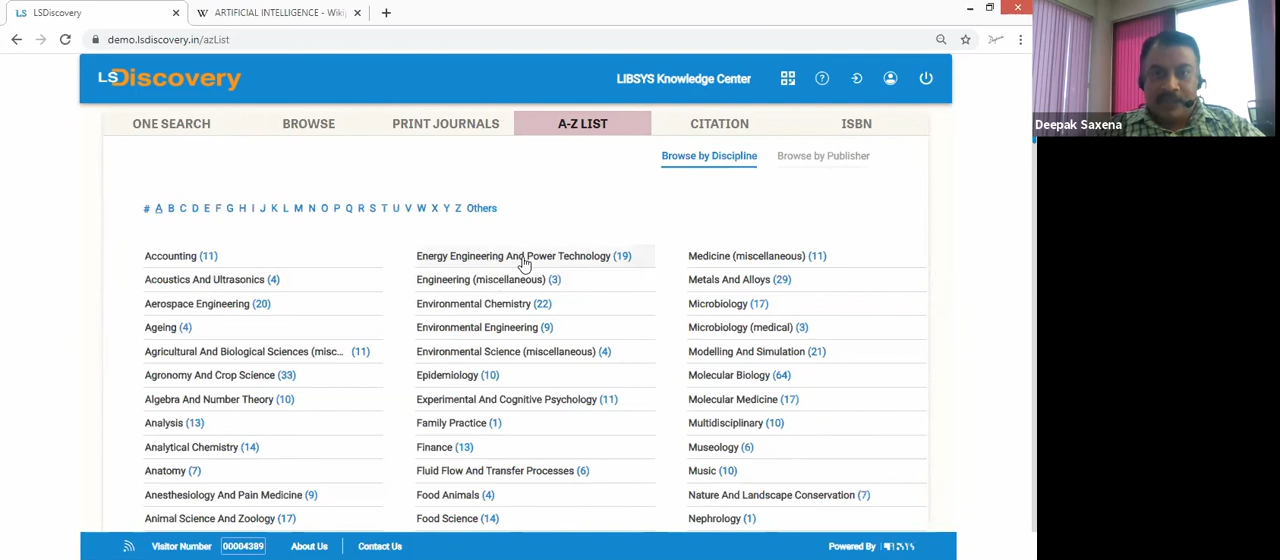 LS LSDiscovery
W ARTIFICIAL INTELLIGENCE - Wiki
demo.lsdiscovery.in/azList
LSDiscovery
LIBSYS Knowledge Center
ONE SEARCH BROWSE PRINT JOURNALS A-Z LIST CITATION ISBN
Browse by Discipline Browse by Publisher
# A B C D E F G H I J K L M N O P Q R S T U V W X Y Z Others
Accounting (11) Energy Engineering And Power Technology (19) Medicine (miscellaneous) (11)
Acoustics And Ultrasonics (4) Engineering (miscellaneous) (3) Metals And Alloys (29)
Aerospace Engineering (20) Environmental Chemistry (22) Microbiology (17)
Ageing (4) Environmental Engineering (9) Microbiology (medical) (3)
Agricultural And Biological Sciences (misc... (11) Environmental Science (miscellaneous) (4) Modelling And Simulation (21)
Agronomy And Crop Science (33) Epidemiology (10) Molecular Biology (64)
Algebra And Number Theory (10) Experimental And Cognitive Psychology (11) Molecular Medicine (17)
Analysis (13) Family Practice (1) Multidisciplinary (10)
Analytical Chemistry (14) Finance (13) Museology (6)
Anatomy (7) Fluid Flow And Transfer Processes (6) Music (10)
Anesthesiology And Pain Medicine (9) Food Animals (4) Nature And Landscape Conservation (7)
Animal Science And Zoology (17) Food Science (14) Nephrology (1)
Visitor Number 00004389 About Us Contact Us Powered By
Deepak Saxena